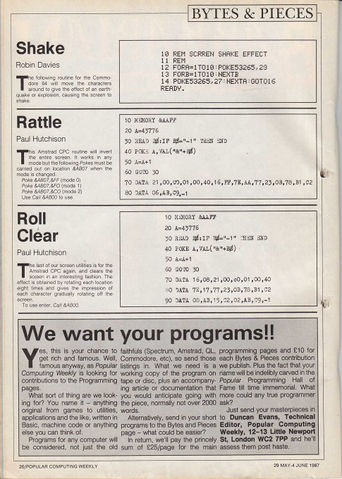 BYTES & PIECES
Shake
Robin Davies
The following routine for the Commo-
dore 64 will move the characters
around to give the effect of an earth-
quake or explosion, causing the screen to
shake.
10 REM SCRREN SHAKE EFFECT
11 REM
12 FORA=1TO10:POKE53265,29
13 FORB=1TO10:NEXTB
14 POKE53265,27:NEXTA:GOTO16
READY.
Rattle
Paul Hutchison
This Amstrad CPC routine will invert
the entire screen. It works in any
mode but the following Pokes must be
carried out on location &AB07 when the
mode is changed.
Poke &AB07,&FF (mode 0)
Poke &AB07,&F0 (mode 1)
Poke &AB07,&F0 (mode 2)
Use Call &AB00 to use.
10 MEMORY &AAFF
20 A=43776
30 READ B$:IF B$="-1" THEN END
40 POKE A,VAL("&"+B$)
50 A=A+1
60 GOTO 30
70 DATA 21,00,C0,01,00,40,16,FF,7E,AA,77,23,0B,78,B1,C2
80 DATA 06,AB,C9,-1
Roll
Clear
Paul Hutchison
The last of our screen utilities is for the
Amstrad CPC again, and clears the
screen in an interesting fashion. The
effect is obtained by rotating each location
eight times and gives the impression of
each character gradually rotating off the
screen.
To use enter, Call &AB00.
10 MEMORY &AAFF
20 A=43776
30 READ B$:IF B$="-1" THEN END
40 POKE A,VAL("&"+B$)
50 A=A+1
60 GOTO 30
70 DATA 16,08,21,00,C0,01,00,40
80 DATA 7E,17,77,23,0B,78,B1,C2
90 DATA 08,AB,15,C2,02,AB,C9,-1
We want your programs!!
Yes, this is your chance to
get rich and famous. Well,
famous anyway, as Popular
Computing Weekly is looking for
contributions to the Programming
pages.
What sort of thing are we look-
ing for? You name it – anything
original from games to utilities,
applications and the like, written in
Basic, machine code or anything
else you can think of.
Programs for any computer will
be considered, not just the old
faithfuls (Spectrum, Amstrad, QL,
Commodore, etc), so send those
listings in. What we need is a
working copy of the program on
tape or disc, plus an accompany-
ing article or documentation that
you would anticipate going with
the piece, normally not over 2000
words.
Alternatively, send in your short
programs to the Bytes and Pieces
page – what could be easier?
In return, we'll pay the princely
sum of £25/page for the main
programming pages and £10 for
each Bytes & Pieces contribution
we publish. Plus the fact that your
name will be indelibly carved in the
Popular Programming Hall of
Fame till time immemorial. What
more could any true programmer
ask?
Just send your masterpieces in
to Duncan Evans, Technical
Editor, Popular Computing
Weekly, 12–13 Little Newport
St, London WC2 7PP and he'll
assess them post haste.
26/POPULAR COMPUTING WEEKLY
29 MAY-4 JUNE 1987